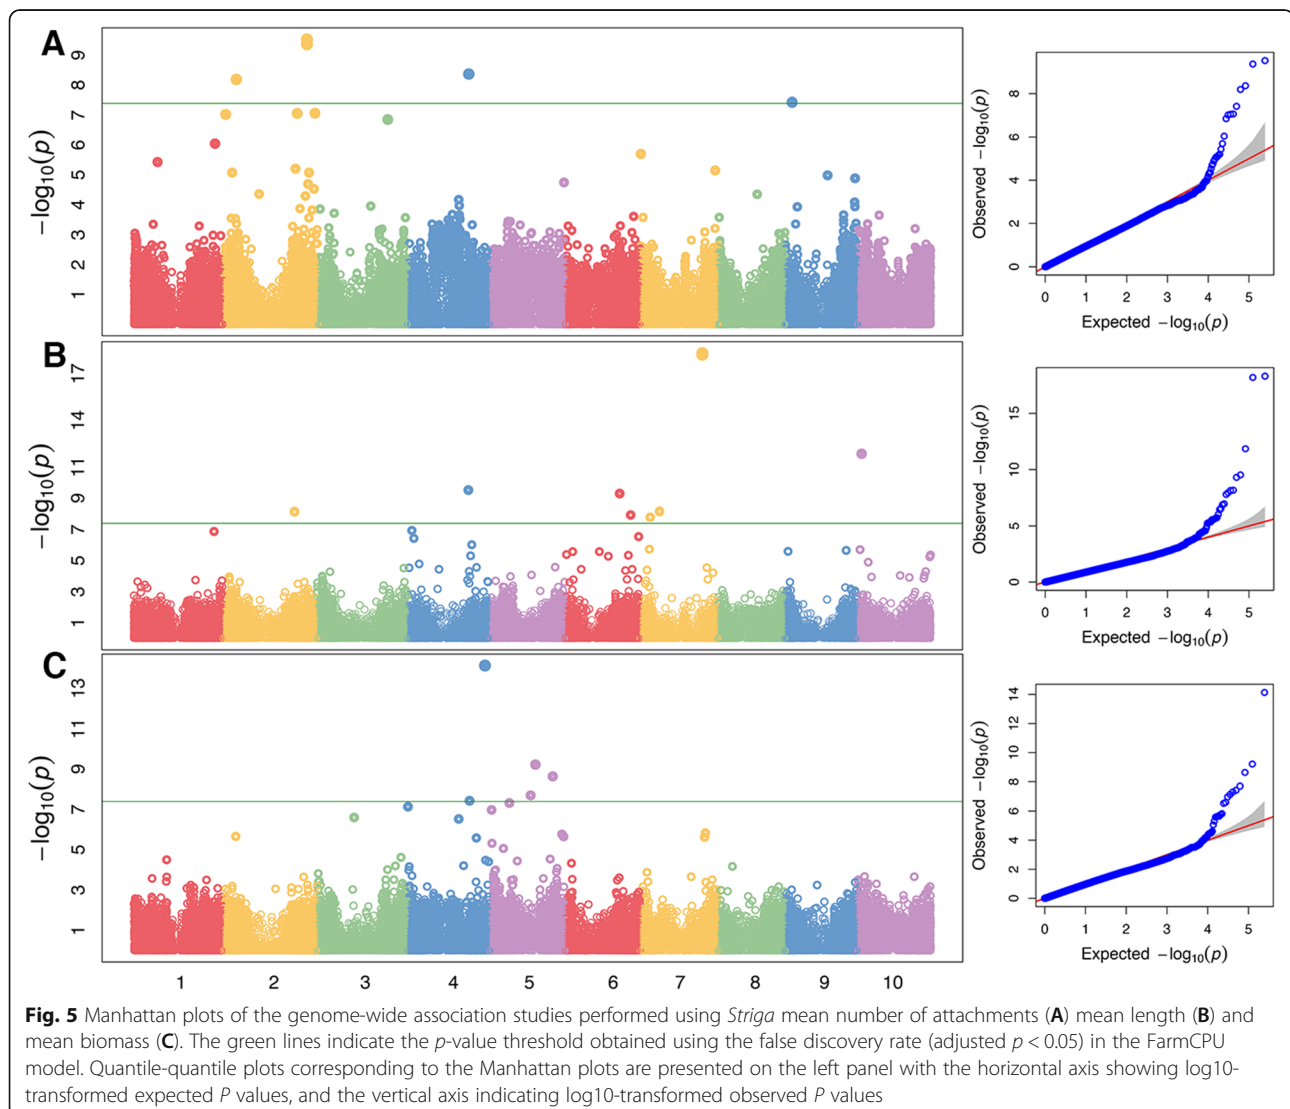 A
−log₁₀(p)
9
8
7
6
5
4
3
2
1
Observed −log₁₀(p)
8
6
4
2
0
0 1 2 3 4 5
Expected −log₁₀(p)
B
−log₁₀(p)
17
14
11
9
7
5
3
1
Observed −log₁₀(p)
15
10
5
0
0 1 2 3 4 5
Expected −log₁₀(p)
C
−log₁₀(p)
13
11
9
7
5
3
1
1 2 3 4 5 6 7 8 9 10
Observed −log₁₀(p)
14
12
10
8
6
4
2
0
0 1 2 3 4 5
Expected −log₁₀(p)
Fig. 5 Manhattan plots of the genome-wide association studies performed using Striga mean number of attachments (A) mean length (B) and
mean biomass (C). The green lines indicate the p-value threshold obtained using the false discovery rate (adjusted p < 0.05) in the FarmCPU
model. Quantile-quantile plots corresponding to the Manhattan plots are presented on the left panel with the horizontal axis showing log10-
transformed expected P values, and the vertical axis indicating log10-transformed observed P values